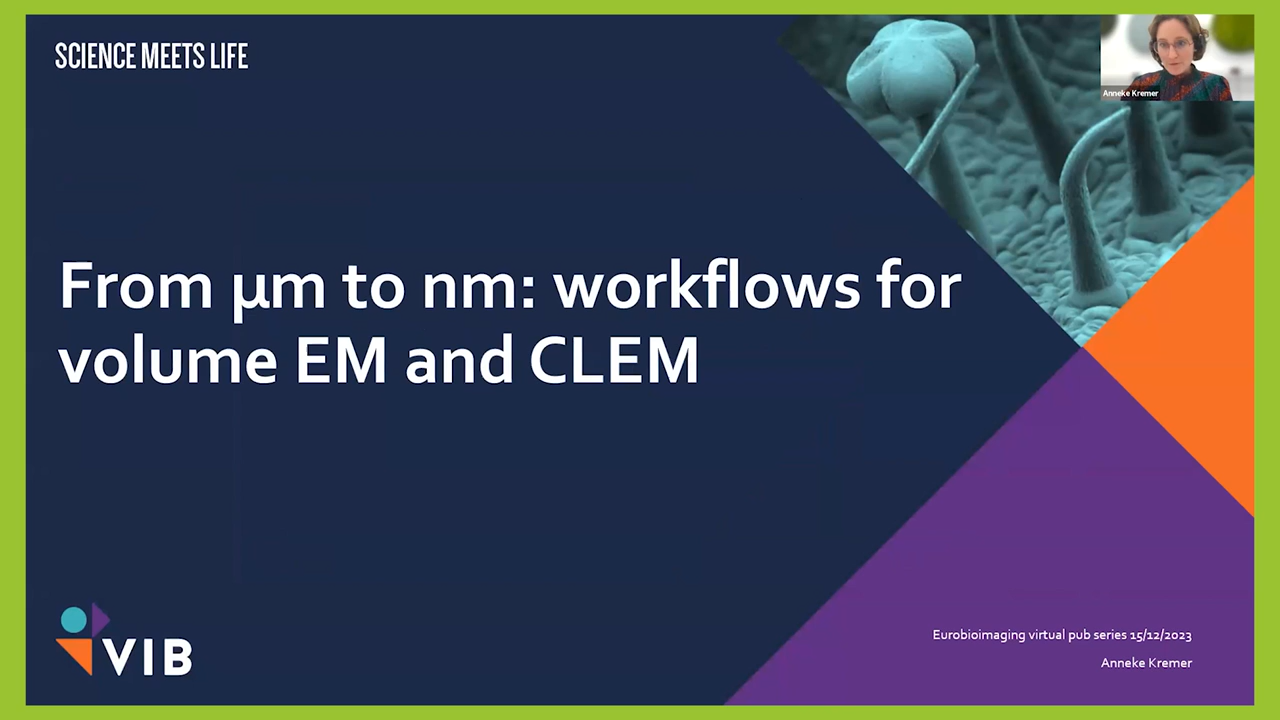 SCIENCE MEETS LIFE
Anneke Kremer
From µm to nm: workflows for
volume EM and CLEM
VIB
Eurobioimaging virtual pub series 15/12/2023
Anneke Kremer